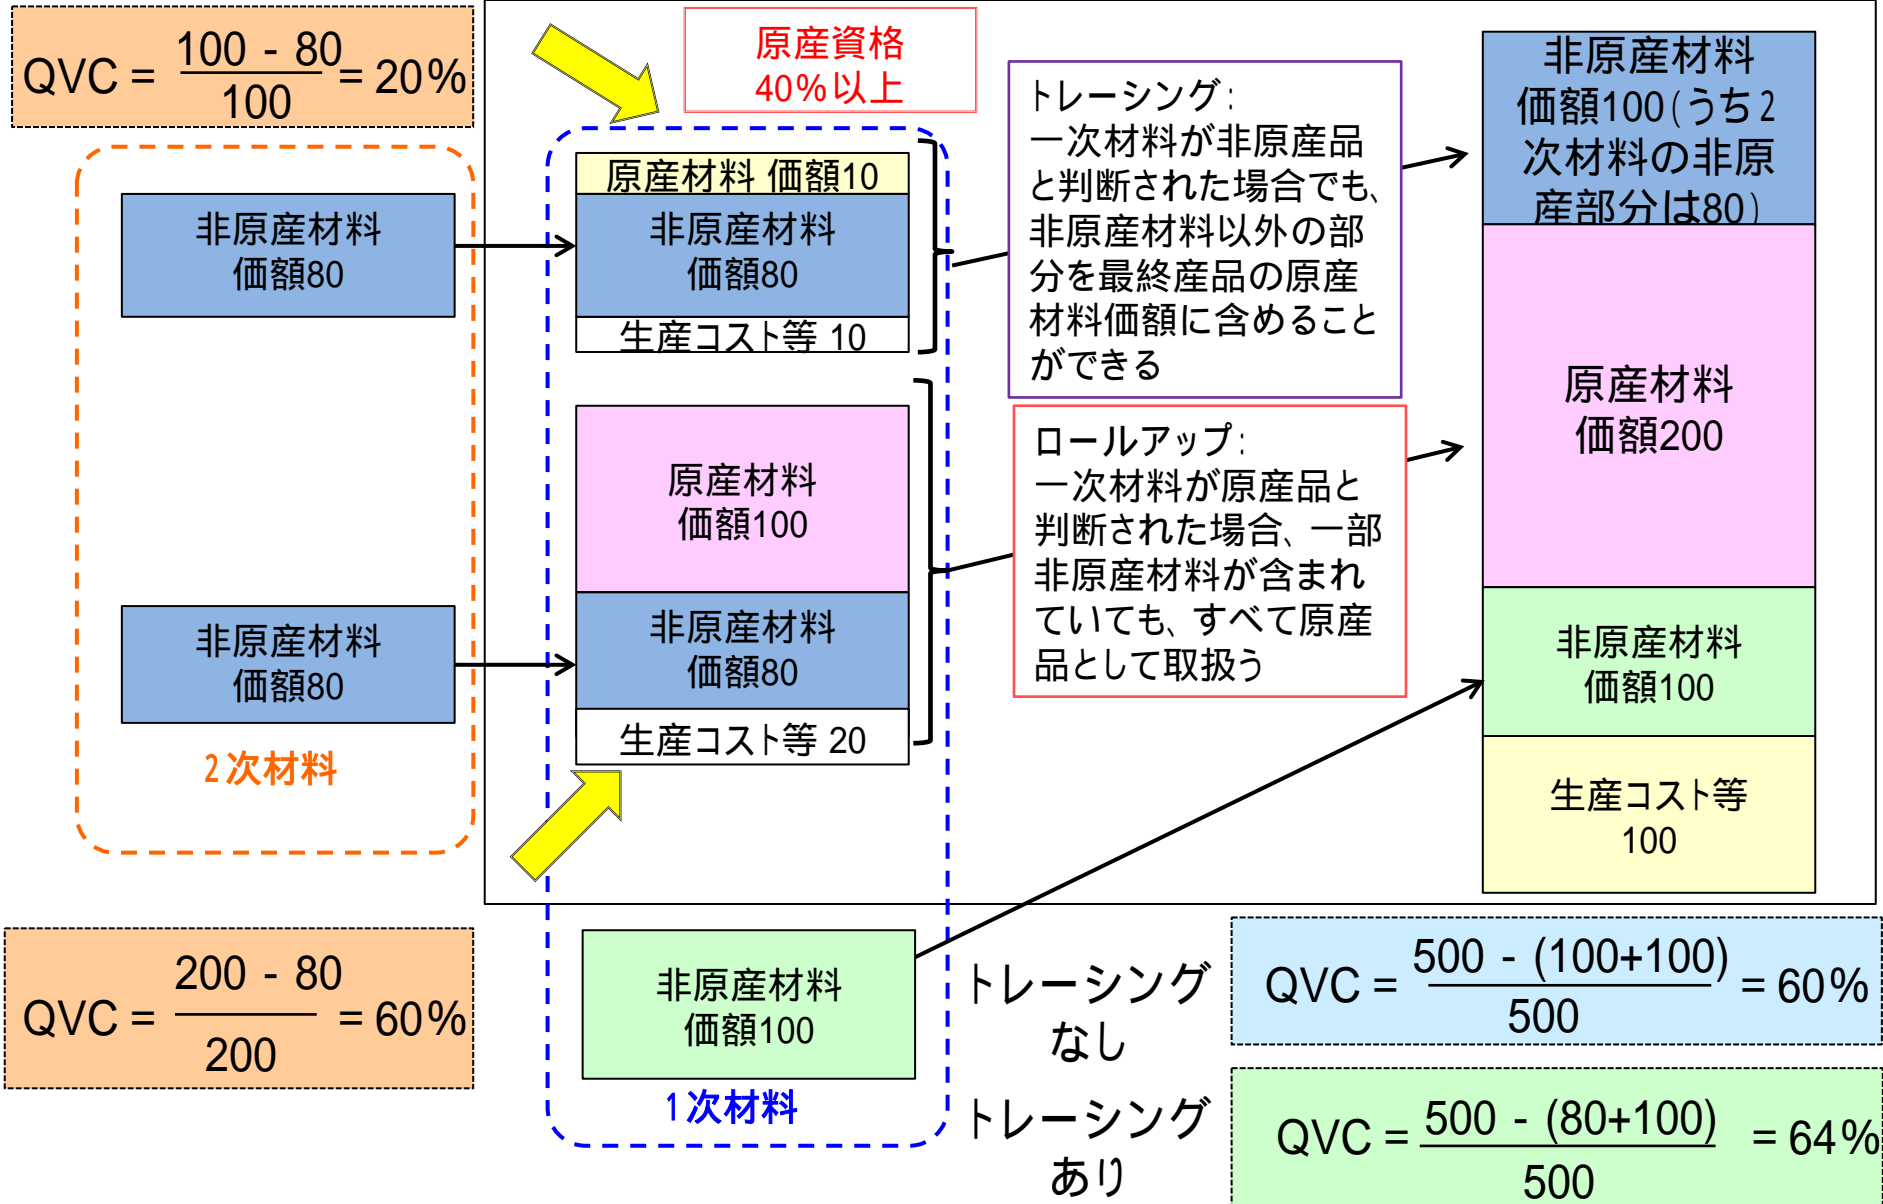 QVC = 100 - 80 / 100 = 20%
原産資格
40%以上
非原産材料
価額80
原産材料 価額10
非原産材料
価額80
生産コスト等 10
トレーシング:
一次材料が非原産品
と判断された場合でも、
非原産材料以外の部
分を最終産品の原産
材料価額に含めること
ができる
非原産材料
価額100(うち2
次材料の非原
産部分は80)
原産材料
価額100
非原産材料
価額80
生産コスト等 20
非原産材料
価額80
2次材料
ロールアップ:
一次材料が原産品と
判断された場合、一部
非原産材料が含まれ
ていても、すべて原産
品として取扱う
原産材料
価額200
非原産材料
価額100
生産コスト等
100
QVC = 200 - 80 / 200 = 60%
非原産材料
価額100
1次材料
トレーシング
なし
QVC = 500 - (100+100) / 500 = 60%
トレーシング
あり
QVC = 500 - (80+100) / 500 = 64%